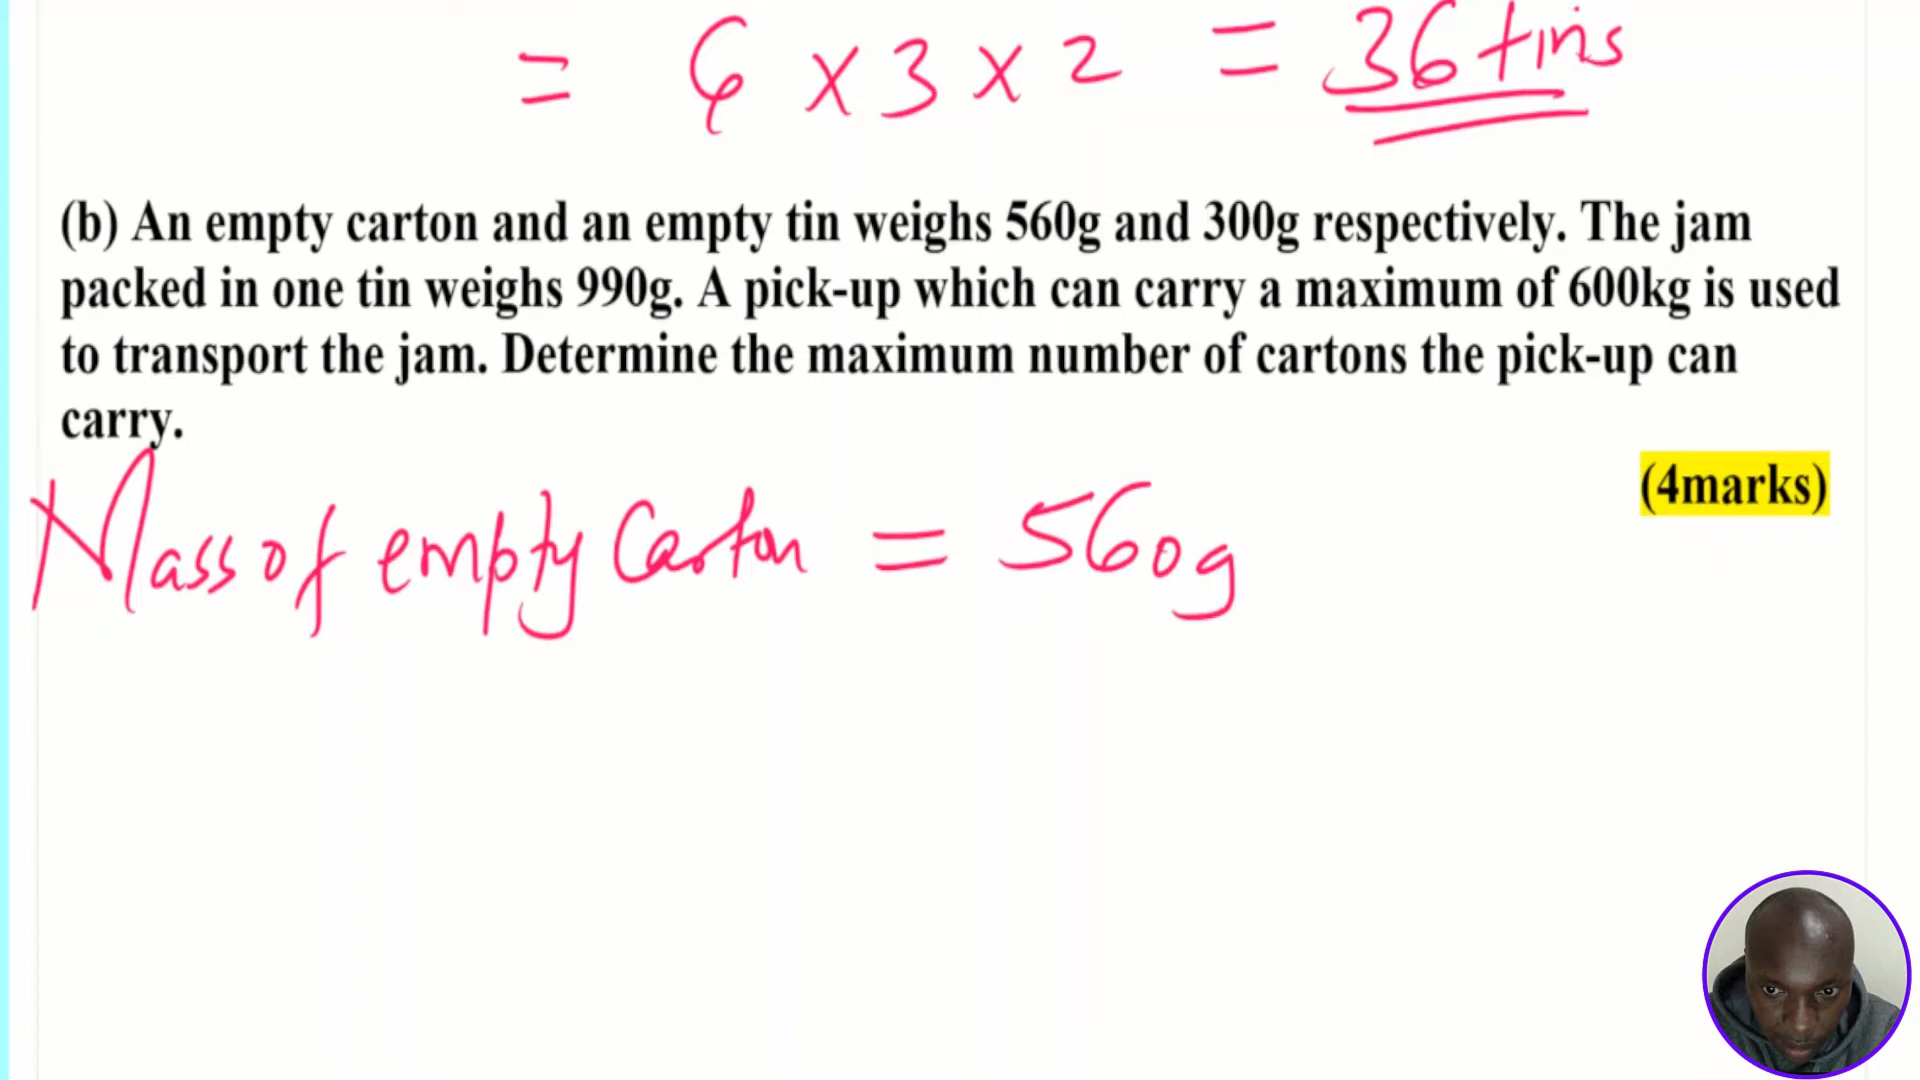 = 6 x 3 x 2 = 36 tins
(b) An empty carton and an empty tin weighs 560g and 300g respectively. The jam
packed in one tin weighs 990g. A pick-up which can carry a maximum of 600kg is used
to transport the jam. Determine the maximum number of cartons the pick-up can
carry.
(4marks)
Mass of empty Carton = 560g